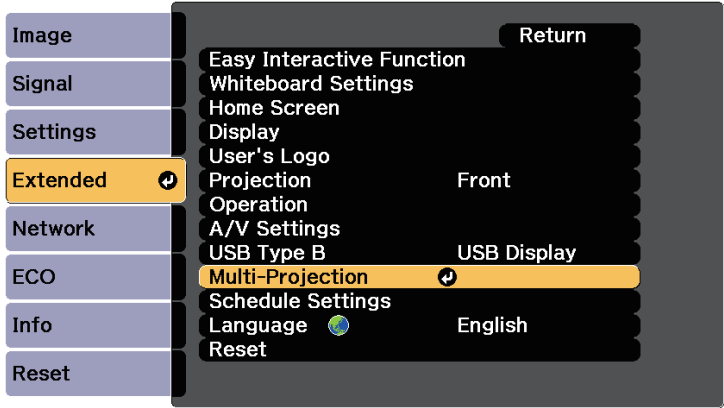 Image
Signal
Settings
Extended
Network
ECO
Info
Reset
Return
Easy Interactive Function
Whiteboard Settings
Home Screen
Display
User's Logo
Projection Front
Operation
A/V Settings
USB Type B USB Display
Multi-Projection
Schedule Settings
Language English
Reset